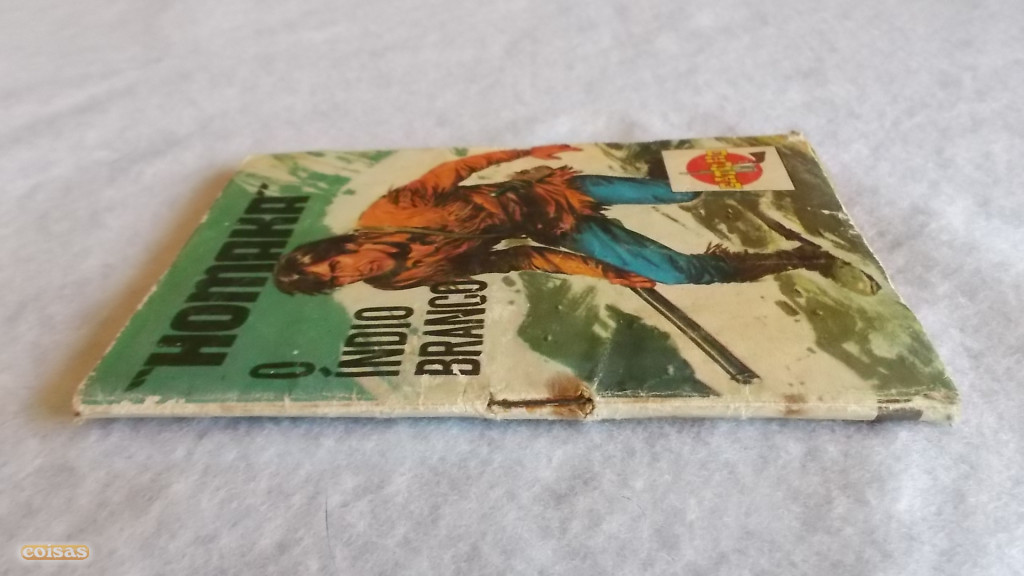 "HOMAKA"
O
ÍNDIO
BRANCO
coisas